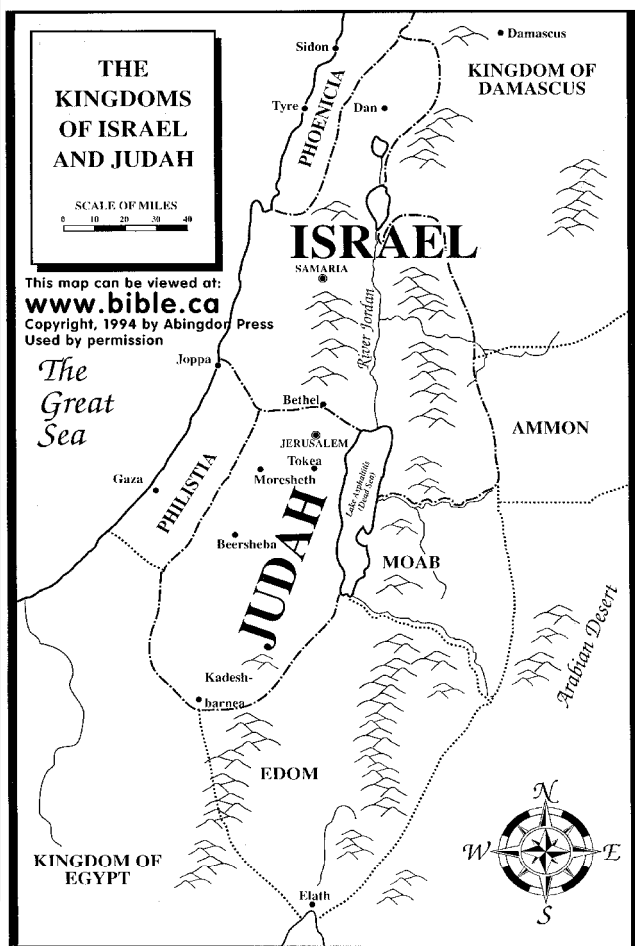 THE
KINGDOMS
OF ISRAEL
AND JUDAH
SCALE OF MILES
0 10 20 30 40
This map can be viewed at:
www.bible.ca
Copyright, 1994 by Abingdon Press
Used by permission
Sidon
Damascus
KINGDOM OF
DAMASCUS
Tyre
PHOENICIA
Dan
ISRAEL
SAMARIA
River Jordan
Joppa
The
Great
Sea
Bethel
AMMON
JERUSALEM
Tokea
Moresheth
Lake Asphaltitis
(Dead Sea)
Gaza
PHILISTIA
Beersheba
JUDAH
MOAB
Arabian Desert
Kadesh-
barnea
EDOM
KINGDOM OF
EGYPT
Elath
N
W
E
S